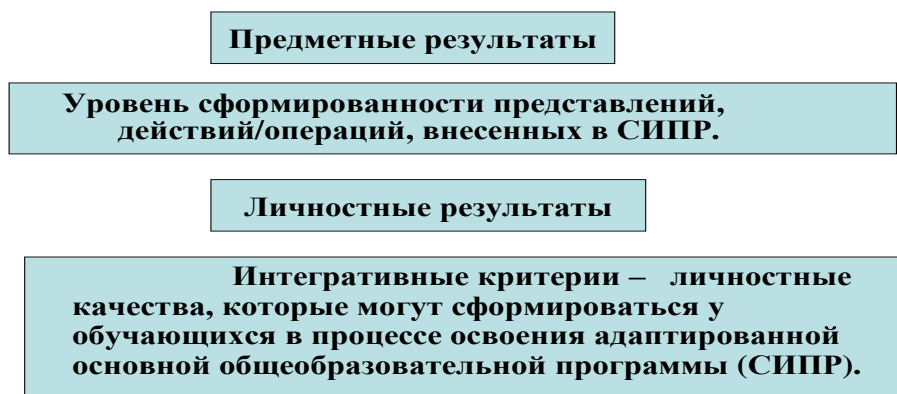 Предметные результаты
Уровень сформированности представлений,
действий/операций, внесенных в СИПР.
Личностные результаты
Интегративные критерии – личностные
качества, которые могут сформироваться у
обучающихся в процессе освоения адаптированной
основной общеобразовательной программы (СИПР).